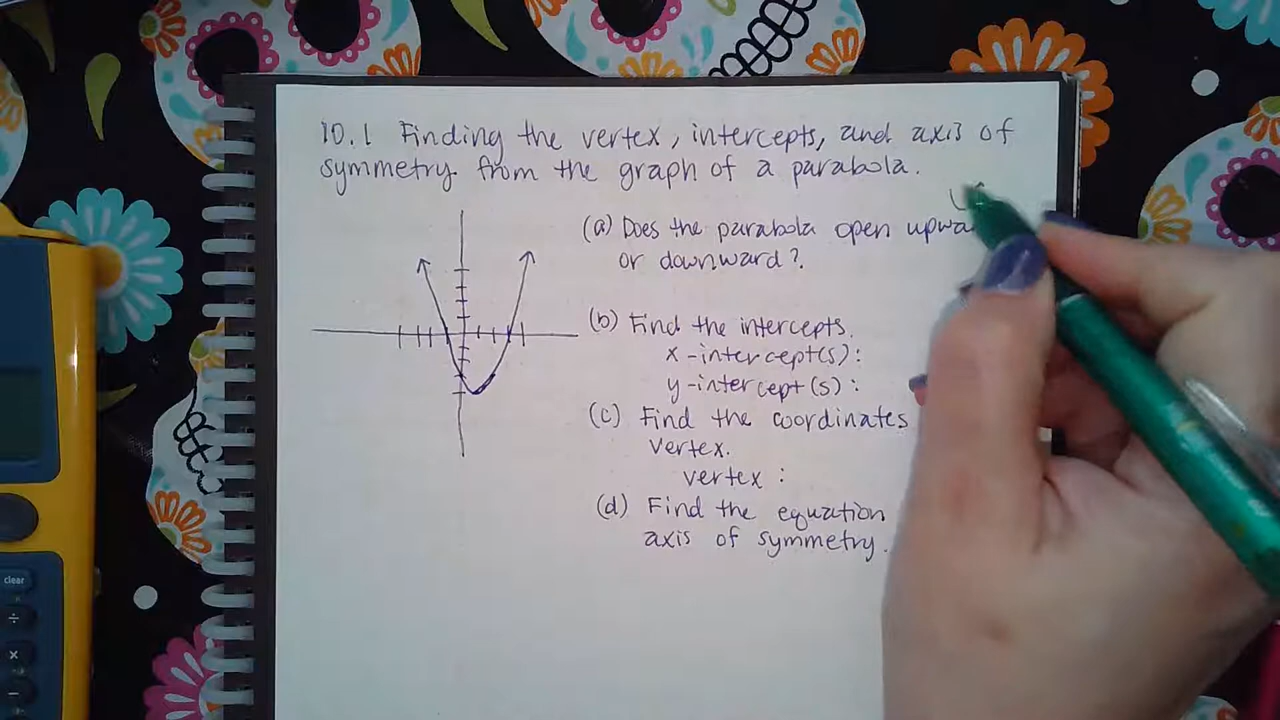 10.1 Finding the vertex, intercepts, and axis of
symmetry from the graph of a parabola.
(a) Does the parabola open
or downward?
(b) Find the intercepts.
x-intercept(s):
y-intercept(s):
(c) Find the coordinates
vertex.
vertex:
(d) Find the equation
axis of symmetry.
clear
÷
×
−